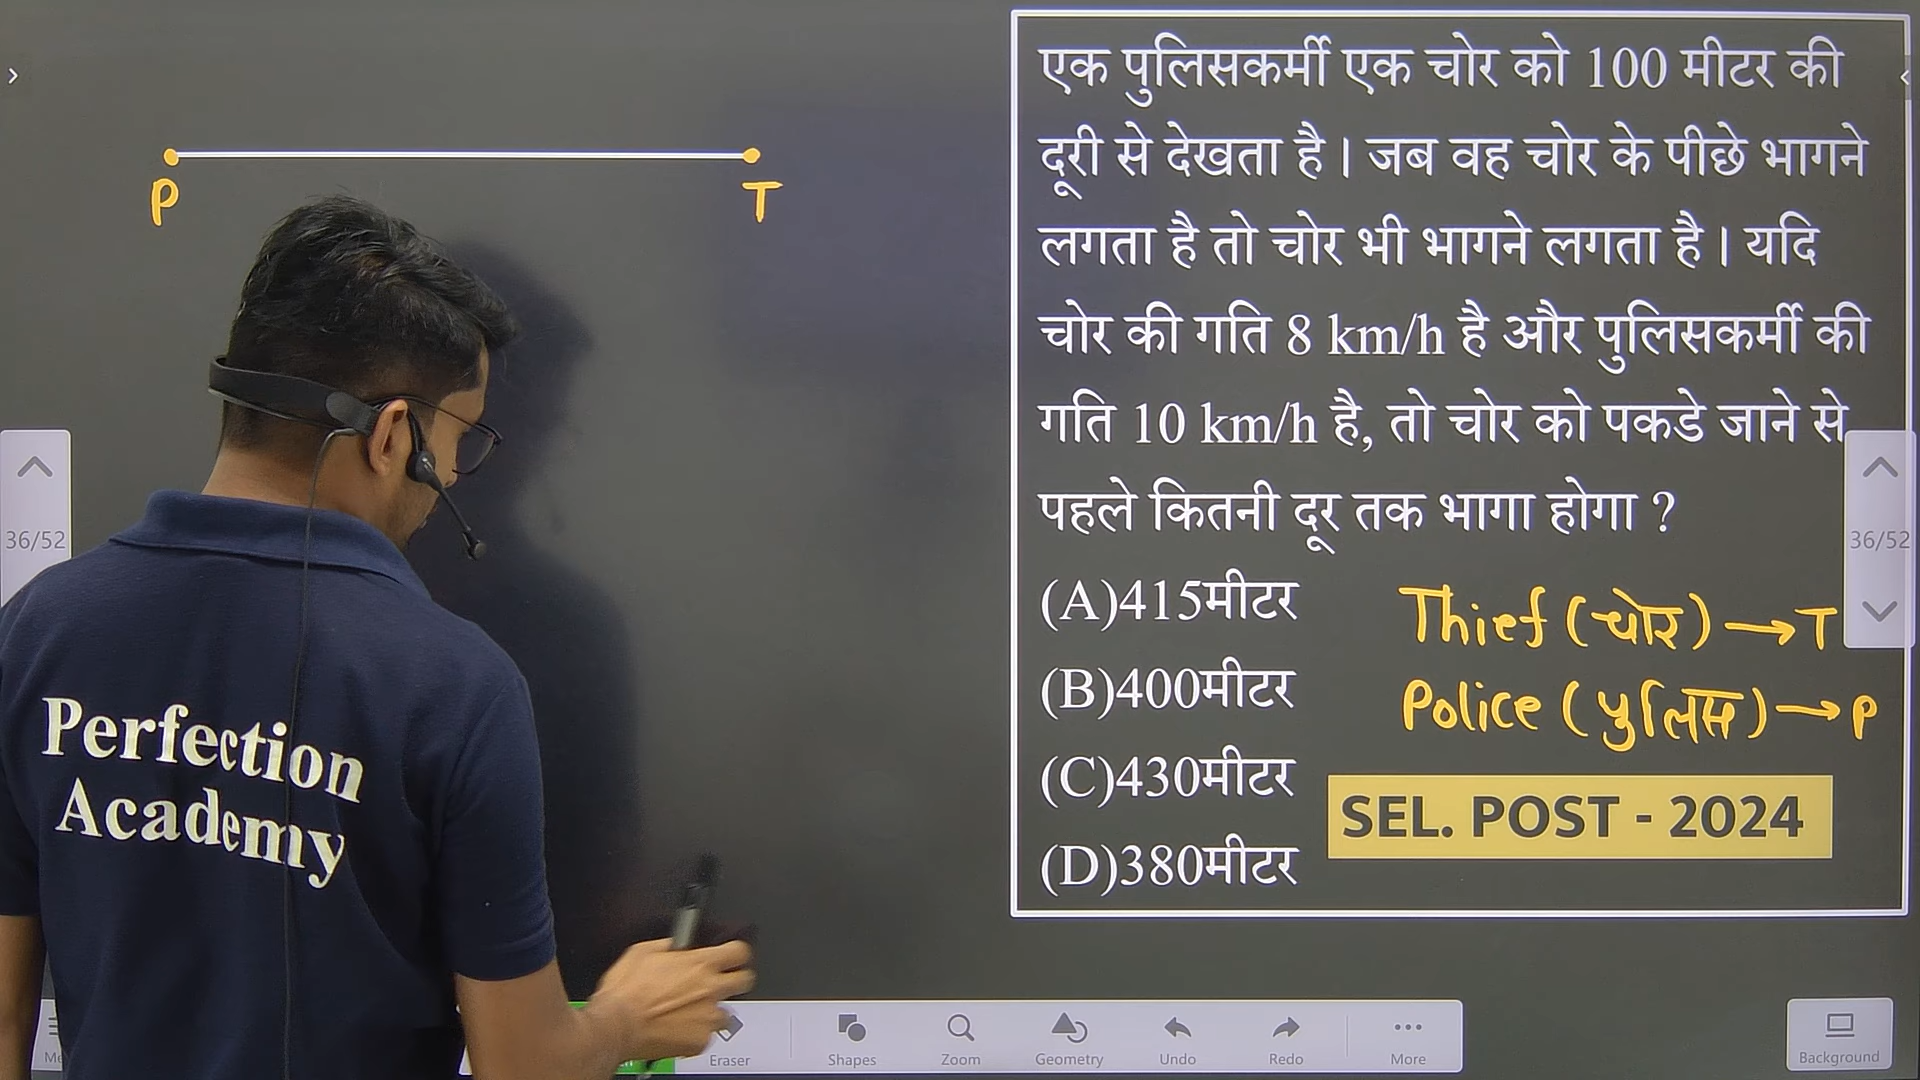 एक पुलिसकर्मी एक चोर को 100 मीटर की
दूरी से देखता है। जब वह चोर के पीछे भागने
लगता है तो चोर भी भागने लगता है। यदि
चोर की गति 8 km/h है और पुलिसकर्मी की
गति 10 km/h है, तो चोर को पकडे जाने से
पहले कितनी दूर तक भागा होगा ?
(A)415मीटर
(B)400मीटर
(C)430मीटर
(D)380मीटर
Thief (चोर) → T
Police (पुलिस) → P
SEL. POST - 2024
P
T
36/52
36/52
Perfection
Academy
Eraser
Shapes
Zoom
Geometry
Undo
Redo
More
Background